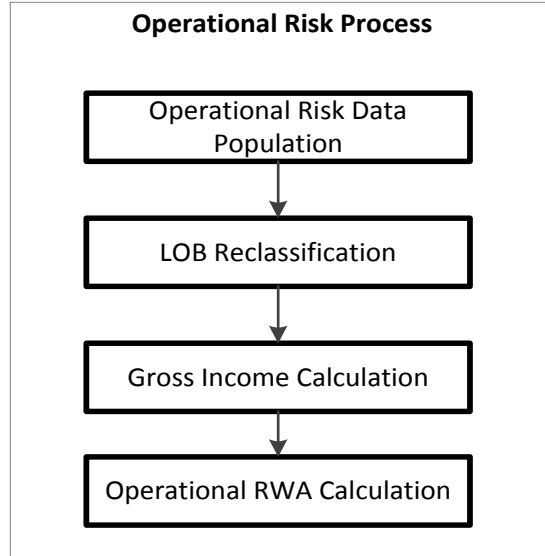 Operational Risk Process
Operational Risk Data
Population
LOB Reclassification
Gross Income Calculation
Operational RWA Calculation